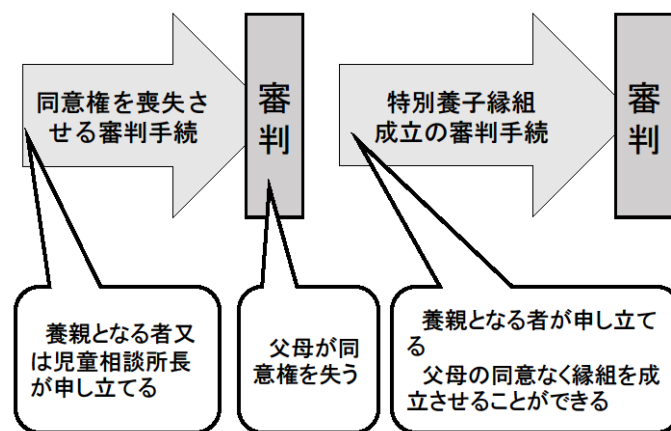 同意権を喪失さ
せる審判手続
審
判
特別養子縁組
成立の審判手続
審
判
養親となる者又
は児童相談所長
が申し立てる
父母が同
意権を失う
養親となる者が申し立て
る
父母の同意なく縁組を成
立させることができる